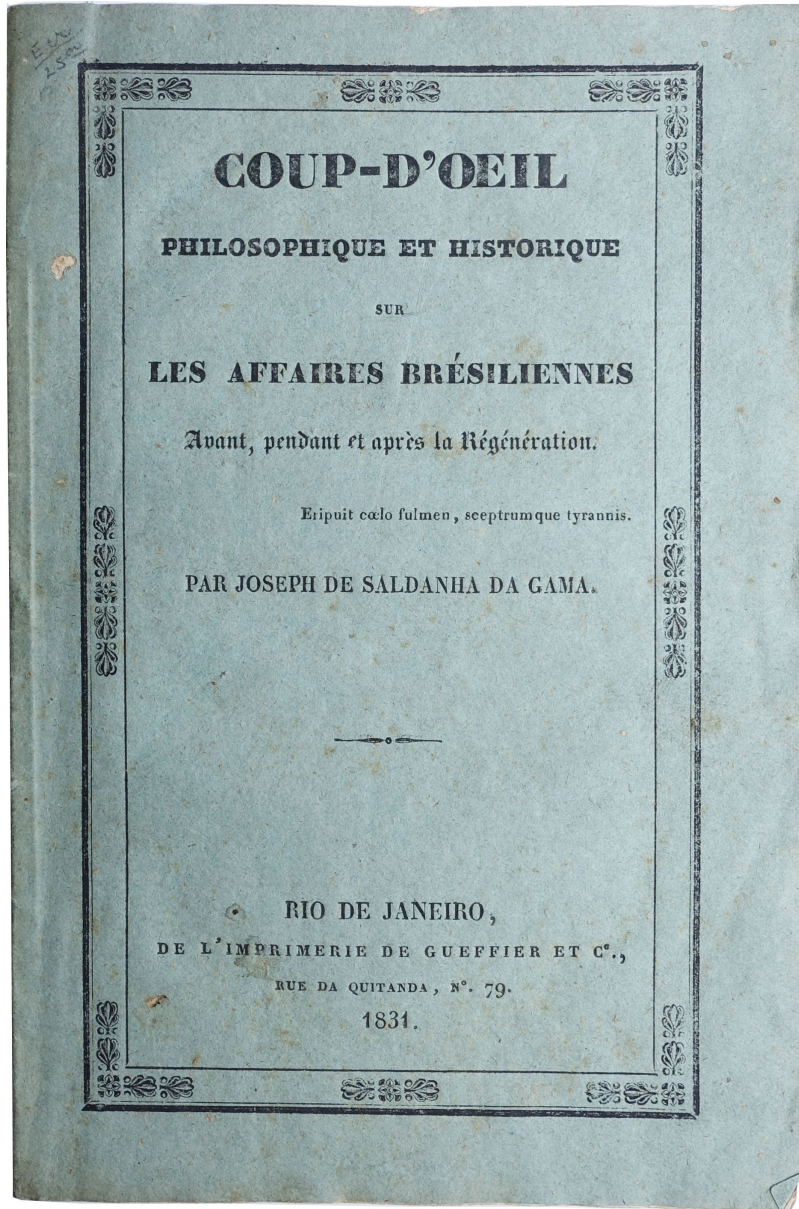 COUP-D'OEIL
PHILOSOPHIQUE ET HISTORIQUE
SUR
LES AFFAIRES BRÉSILIENNES
Avant, pendant et après la Régénération.
Eripuit cœlo fulmen, sceptrumque tyrannis.
PAR JOSEPH DE SALDANHA DA GAMA.
RIO DE JANEIRO,
DE L'IMPRIMERIE DE GUEFFIER ET Cᵉ.,
RUE DA QUITANDA, Nº. 79.
1831.